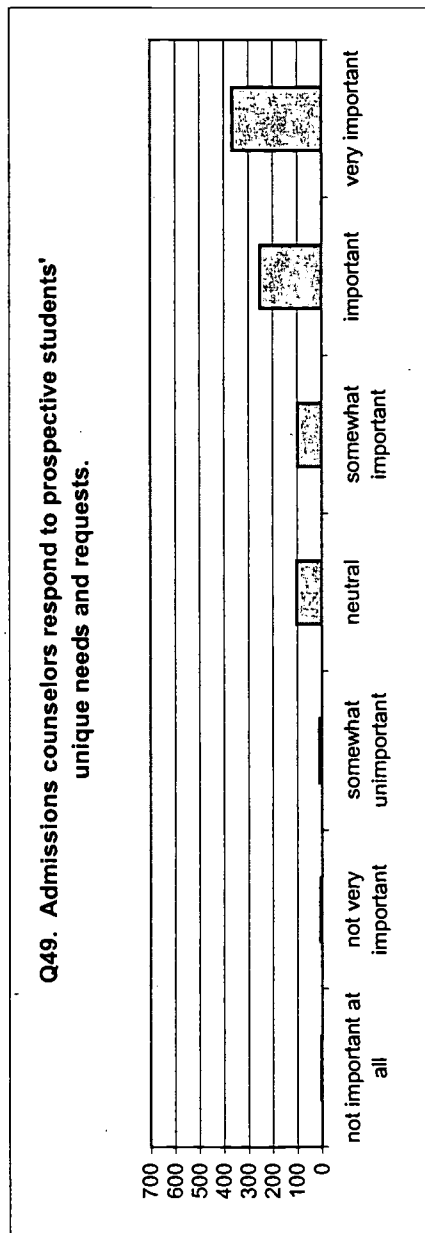 Q49. Admissions counselors respond to prospective students'
unique needs and requests.
700
600
500
400
300
200
100
0
not important at
all
not very
important
somewhat
unimportant
neutral
somewhat
important
important
very important